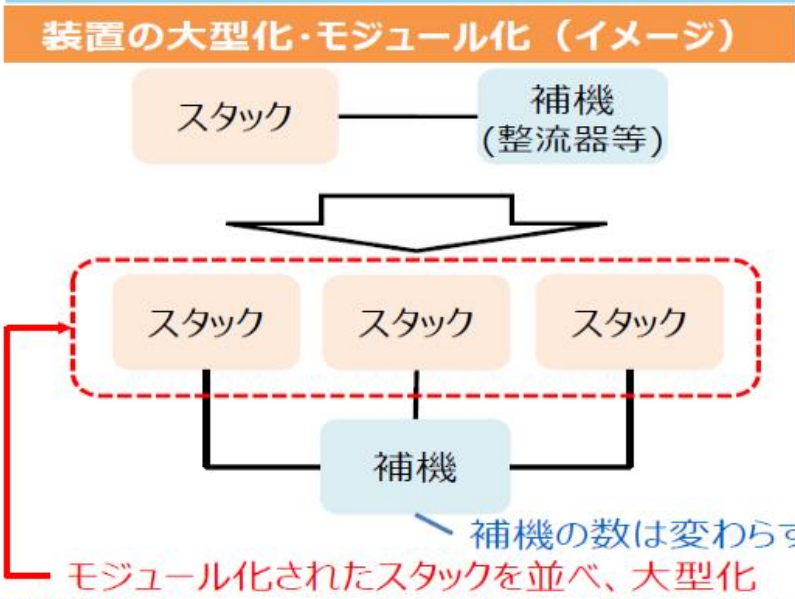 装置の大型化・モジュール化（イメージ）
スタック
補機
(整流器等)
スタック
スタック
スタック
補機
補機の数は変わらず
モジュール化されたスタックを並べ、大型化